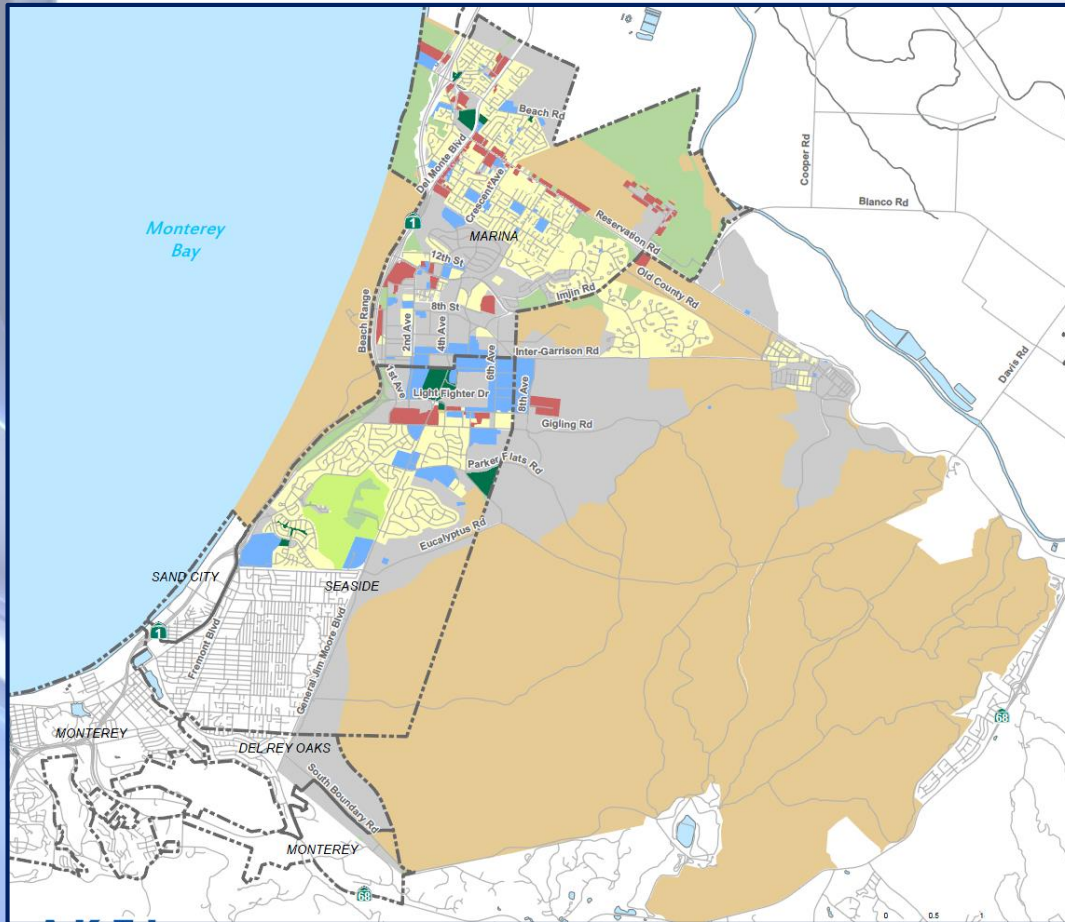 Beach Rd
Del Monte Blvd
Crescent Ave
Cooper Rd
Blanco Rd
Monterey
Bay
1
MARINA
Reservation Rd
12th St
Imjin Rd
Old County Rd
8th St
Beach Range
2nd Ave
4th Ave
6th Ave
Inter-Garrison Rd
Davis Rd
1st Ave
Light Fighter Dr
8th Ave
Gigling Rd
Parker Flats Rd
Eucalyptus Rd
SAND CITY
SEASIDE
1
Fremont Blvd
General Jim Moore Blvd
68
MONTEREY
DEL REY OAKS
South Boundary Rd
MONTEREY
68
0 0.5 1